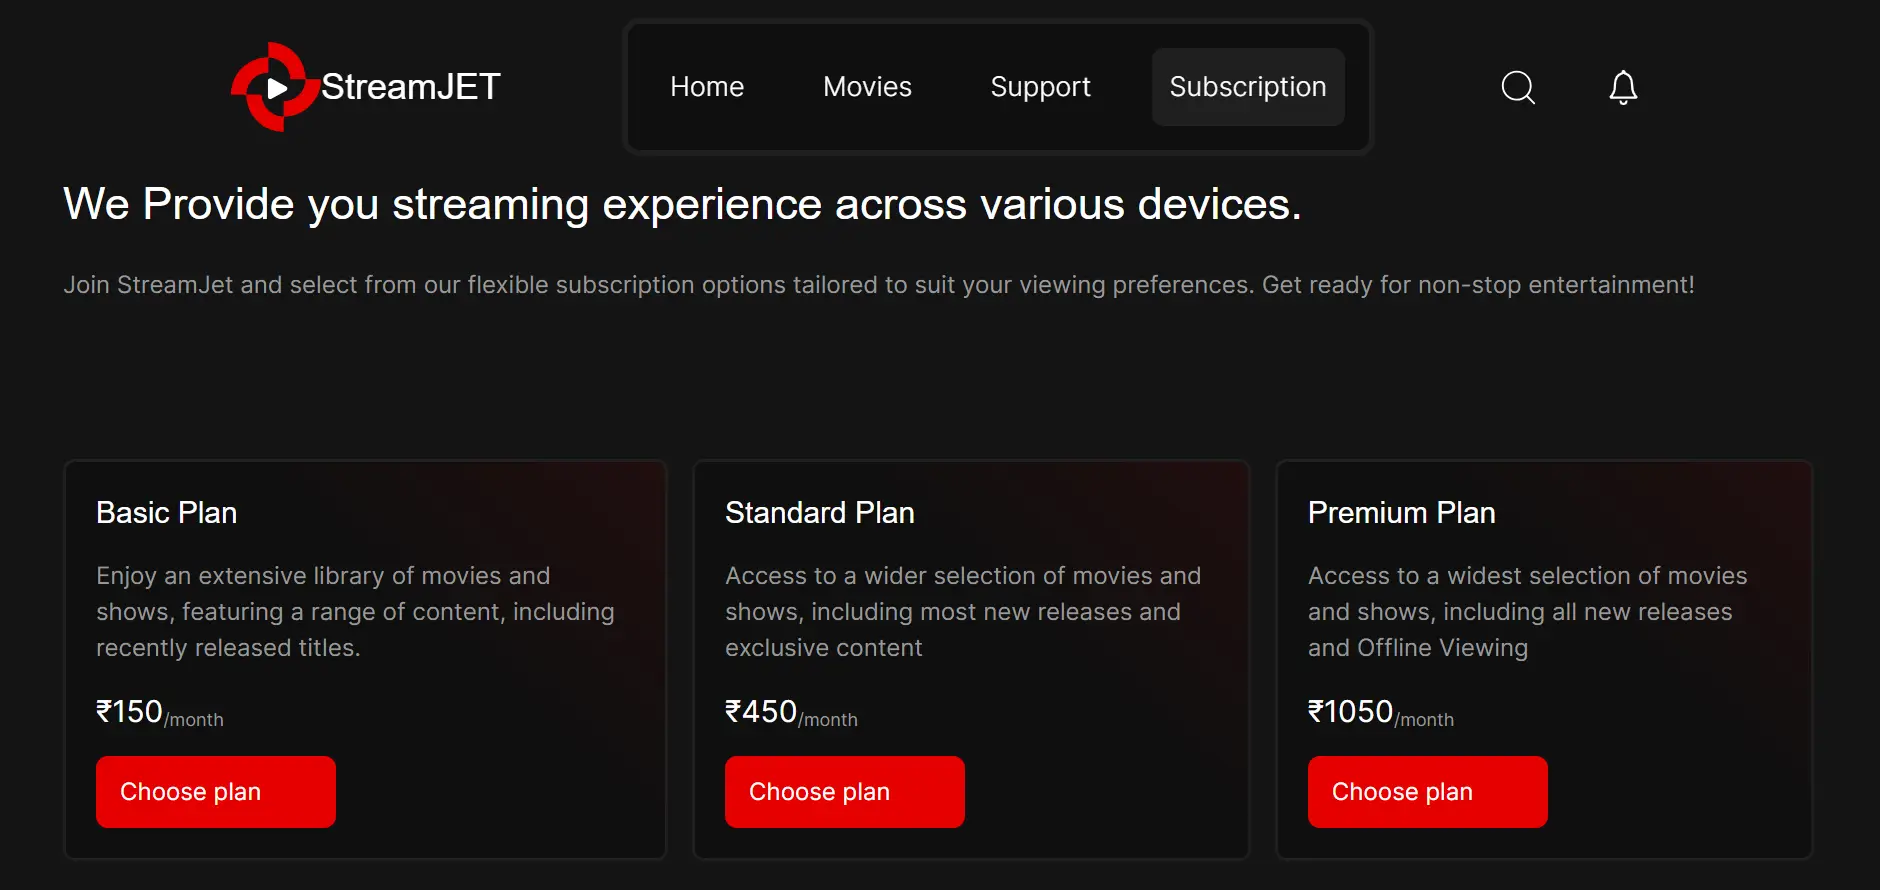 StreamJET
Home Movies Support Subscription
We Provide you streaming experience across various devices.
Join StreamJet and select from our flexible subscription options tailored to suit your viewing preferences. Get ready for non-stop entertainment!
Basic Plan
Enjoy an extensive library of movies and
shows, featuring a range of content, including
recently released titles.
₹150/month
Choose plan
Standard Plan
Access to a wider selection of movies and
shows, including most new releases and
exclusive content
₹450/month
Choose plan
Premium Plan
Access to a widest selection of movies
and shows, including all new releases
and Offline Viewing
₹1050/month
Choose plan